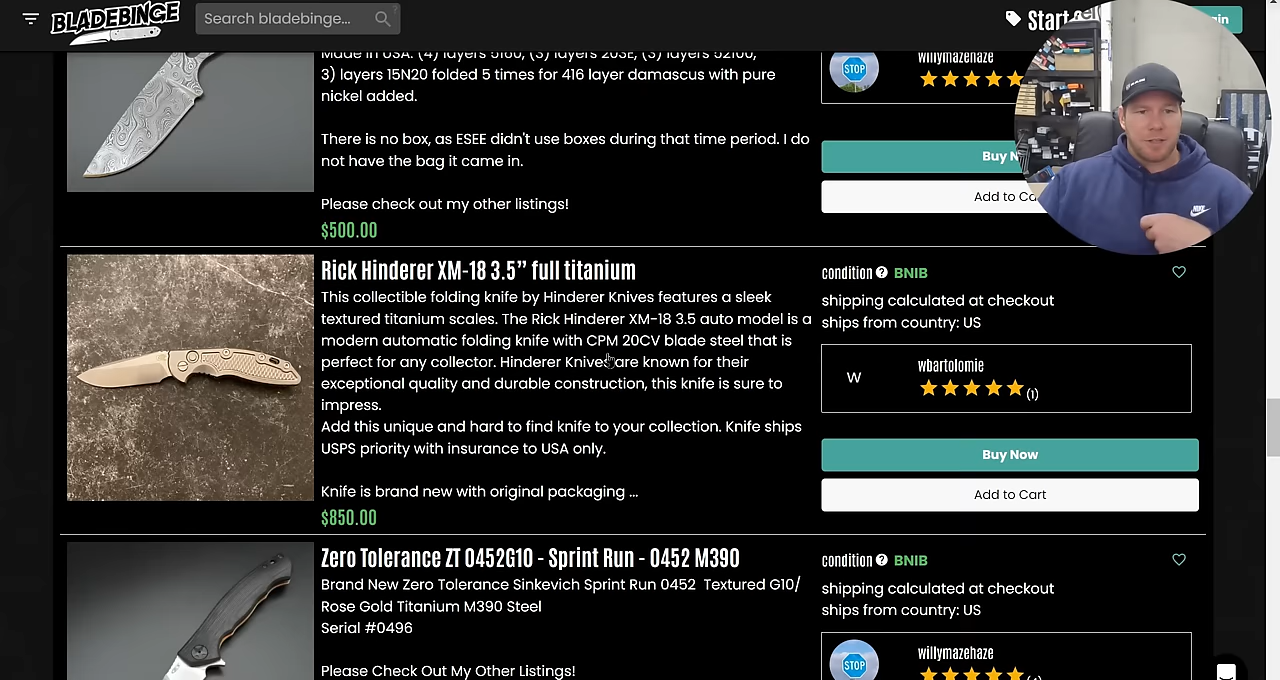 BLADEBINGE
Search bladebinge...
Start
Made in USA. (4) layers 5160, (3) layers 203E, (3) layers 52100,
3) layers 15N20 folded 5 times for 416 layer damascus with pure
nickel added.
There is no box, as ESEE didn't use boxes during that time period. I do
not have the bag it came in.
Please check out my other listings!
$500.00
STOP
willymazehaze
Buy
Add to
Rick Hinderer XM-18 3.5” full titanium
This collectible folding knife by Hinderer Knives features a sleek
textured titanium scales. The Rick Hinderer XM-18 3.5 auto model is a
modern automatic folding knife with CPM 20CV blade steel that is
perfect for any collector. Hinderer Knives are known for their
exceptional quality and durable construction, this knife is sure to
impress.
Add this unique and hard to find knife to your collection. Knife ships
USPS priority with insurance to USA only.
Knife is brand new with original packaging ...
$850.00
condition ? BNIB
shipping calculated at checkout
ships from country: US
W
wbartolomie
(1)
Buy Now
Add to Cart
Zero Tolerance ZT 0452G10 - Sprint Run - 0452 M390
Brand New Zero Tolerance Sinkevich Sprint Run 0452 Textured G10/
Rose Gold Titanium M390 Steel
Serial #0496
Please Check Out My Other Listings!
condition ? BNIB
shipping calculated at checkout
ships from country: US
STOP
willymazehaze